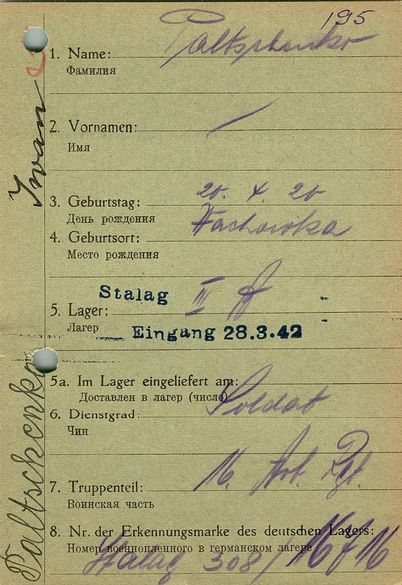 195
1. Name: Paltschenko
Фамилия
2. Vornamen: —
Имя
3. Geburtstag: 20. 4. 20
День рождения
4. Geburtsort:
Место рождения
5. Lager: Stalag III A
Лагерь
Eingang 28.3.42
5a. Im Lager eingeliefert am:
Доставлен в лагерь (число)
6. Dienstgrad: Soldat
Чин
7. Truppenteil: 16. Art. Rgt.
Воинская часть
8. Nr. der Erkennungsmarke des deutschen Lagers:
Номер военнопленного в германском лагере
Stalag 308/
Iwan
Paltschenko